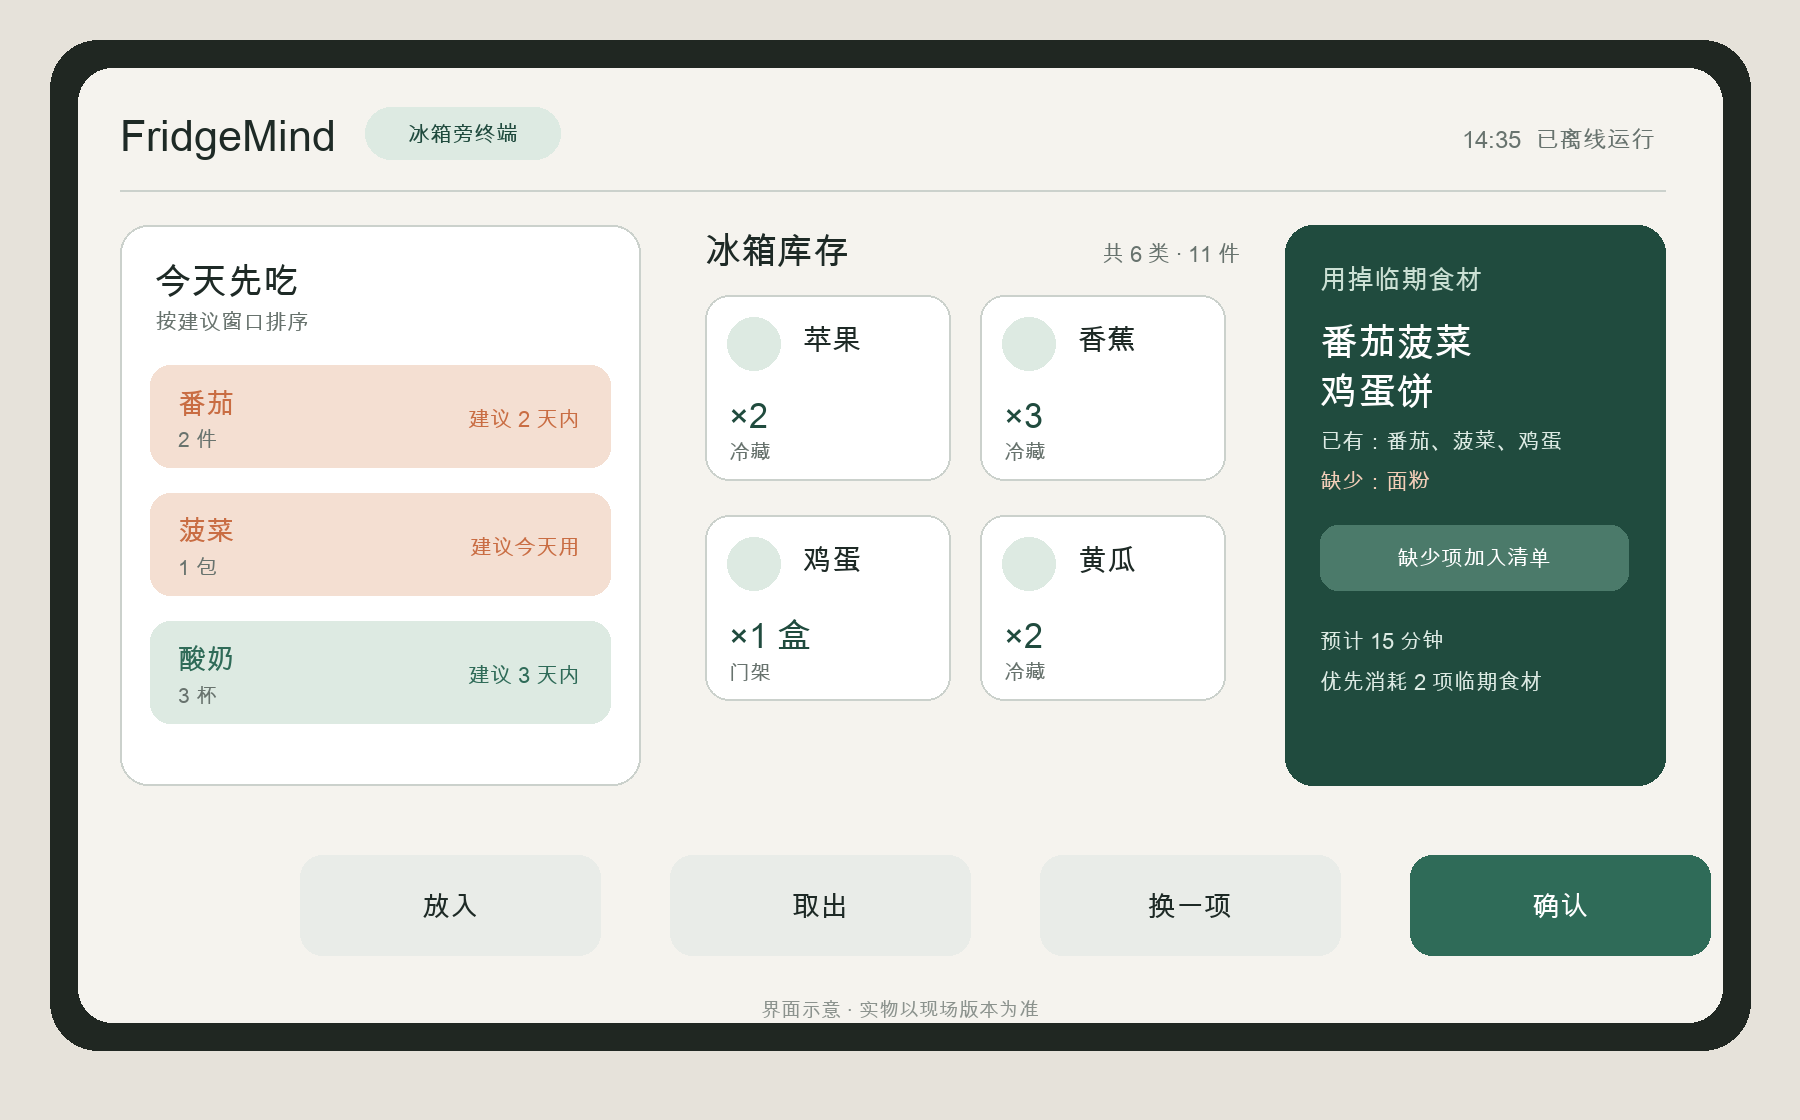 FridgeMind
冰箱旁终端
14:35 已离线运行
今天先吃
按建议窗口排序
番茄
2 件
建议 2 天内
菠菜
1 包
建议今天用
酸奶
3 杯
建议 3 天内
冰箱库存
共 6 类 · 11 件
苹果
×2
冷藏
香蕉
×3
冷藏
鸡蛋
×1 盒
门架
黄瓜
×2
冷藏
用掉临期食材
番茄菠菜
鸡蛋饼
已有：番茄、菠菜、鸡蛋
缺少：面粉
缺少项加入清单
预计 15 分钟
优先消耗 2 项临期食材
放入
取出
换一项
确认
界面示意 · 实物以现场版本为准